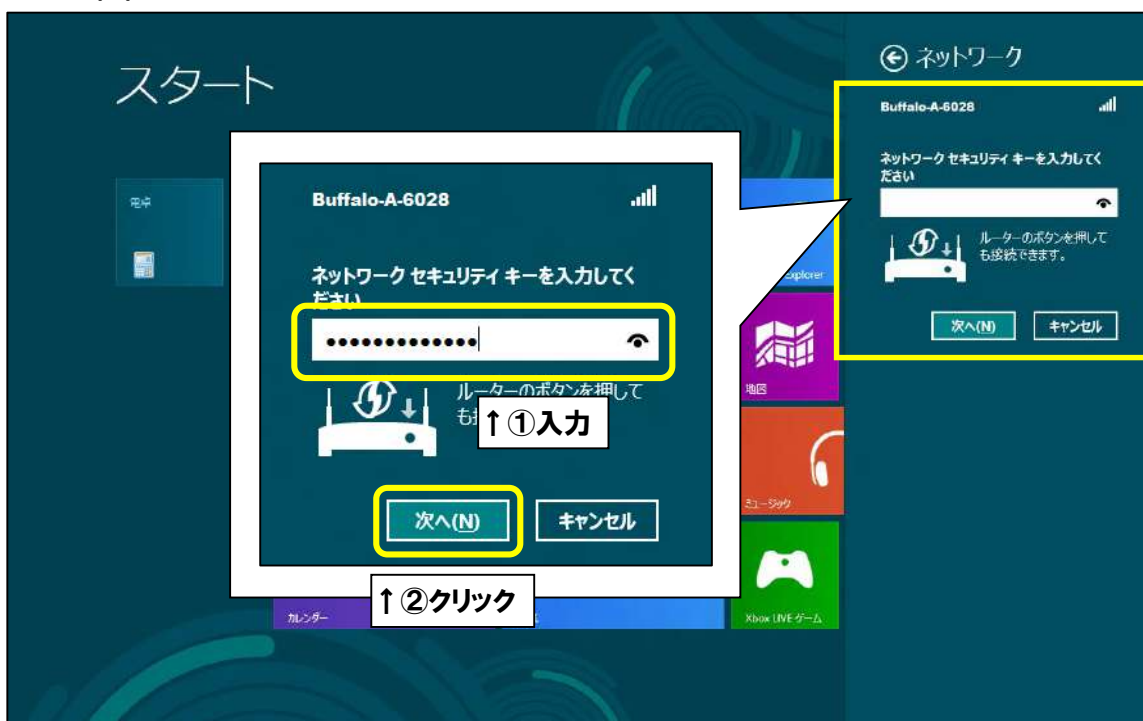 スタート
ネットワーク
Buffalo-A-6028
ネットワーク セキュリティ キーを入力してく
ださい
ルーターのボタンを押して
も接続できます。
次へ(N)
キャンセル
電卓
Buffalo-A-6028
ネットワーク セキュリティ キーを入力してく
ださい
●●●●●●●●●●●●●
ルーターのボタンを押して
も
↑①入力
次へ(N)
キャンセル
↑②クリック
Explorer
地図
ミュージック
カレンダー
Xbox LIVE ゲーム